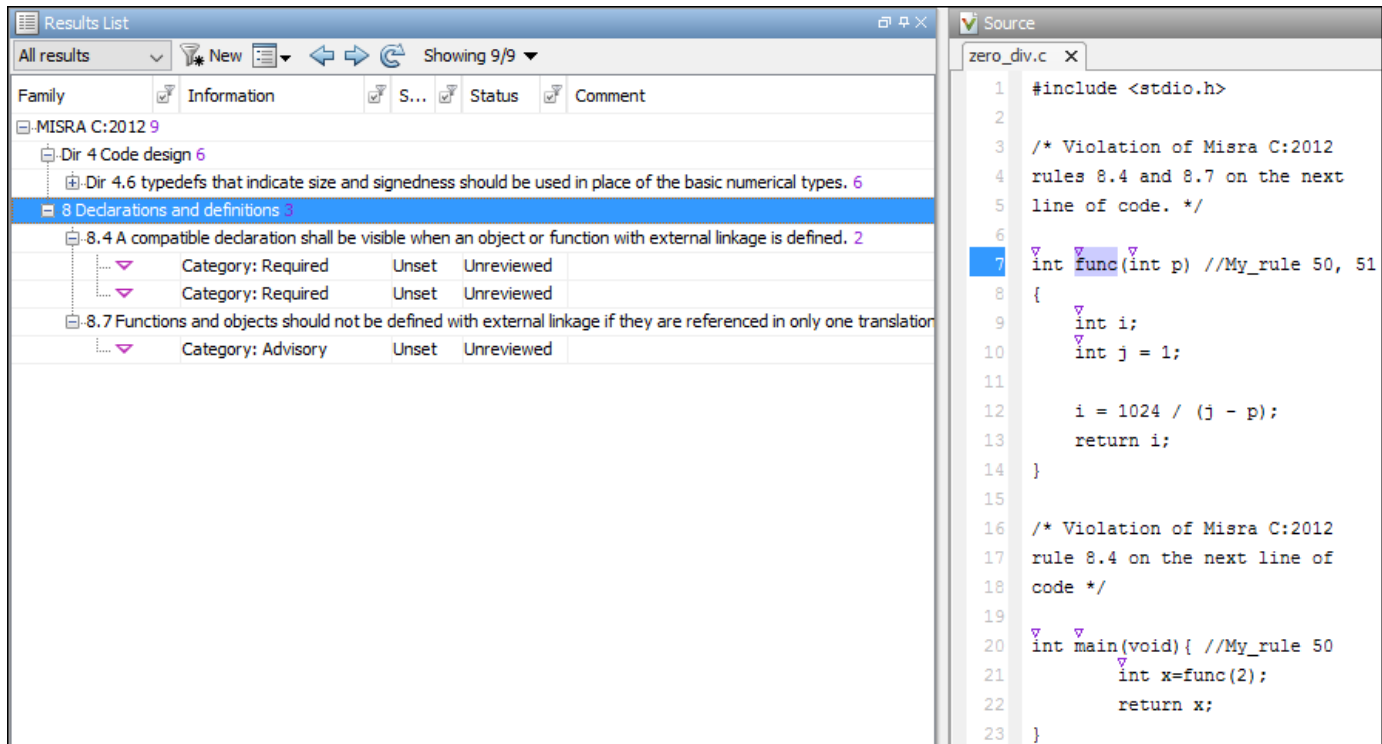 Results List
All results New Showing 9/9
Family Information S... Status Comment
MISRA C:2012 9
Dir 4 Code design 6
Dir 4.6 typedefs that indicate size and signedness should be used in place of the basic numerical types. 6
8 Declarations and definitions 3
8.4 A compatible declaration shall be visible when an object or function with external linkage is defined. 2
Category: Required Unset Unreviewed
Category: Required Unset Unreviewed
8.7 Functions and objects should not be defined with external linkage if they are referenced in only one translation
Category: Advisory Unset Unreviewed
Source
zero_div.c X
1 #include <stdio.h>
2
3 /* Violation of Misra C:2012
4 rules 8.4 and 8.7 on the next
5 line of code. */
6
7 int func(int p) //My_rule 50, 51
8 {
9 int i;
10 int j = 1;
11
12 i = 1024 / (j - p);
13 return i;
14 }
15
16 /* Violation of Misra C:2012
17 rule 8.4 on the next line of
18 code */
19
20 int main(void){ //My_rule 50
21 int x=func(2);
22 return x;
23 }